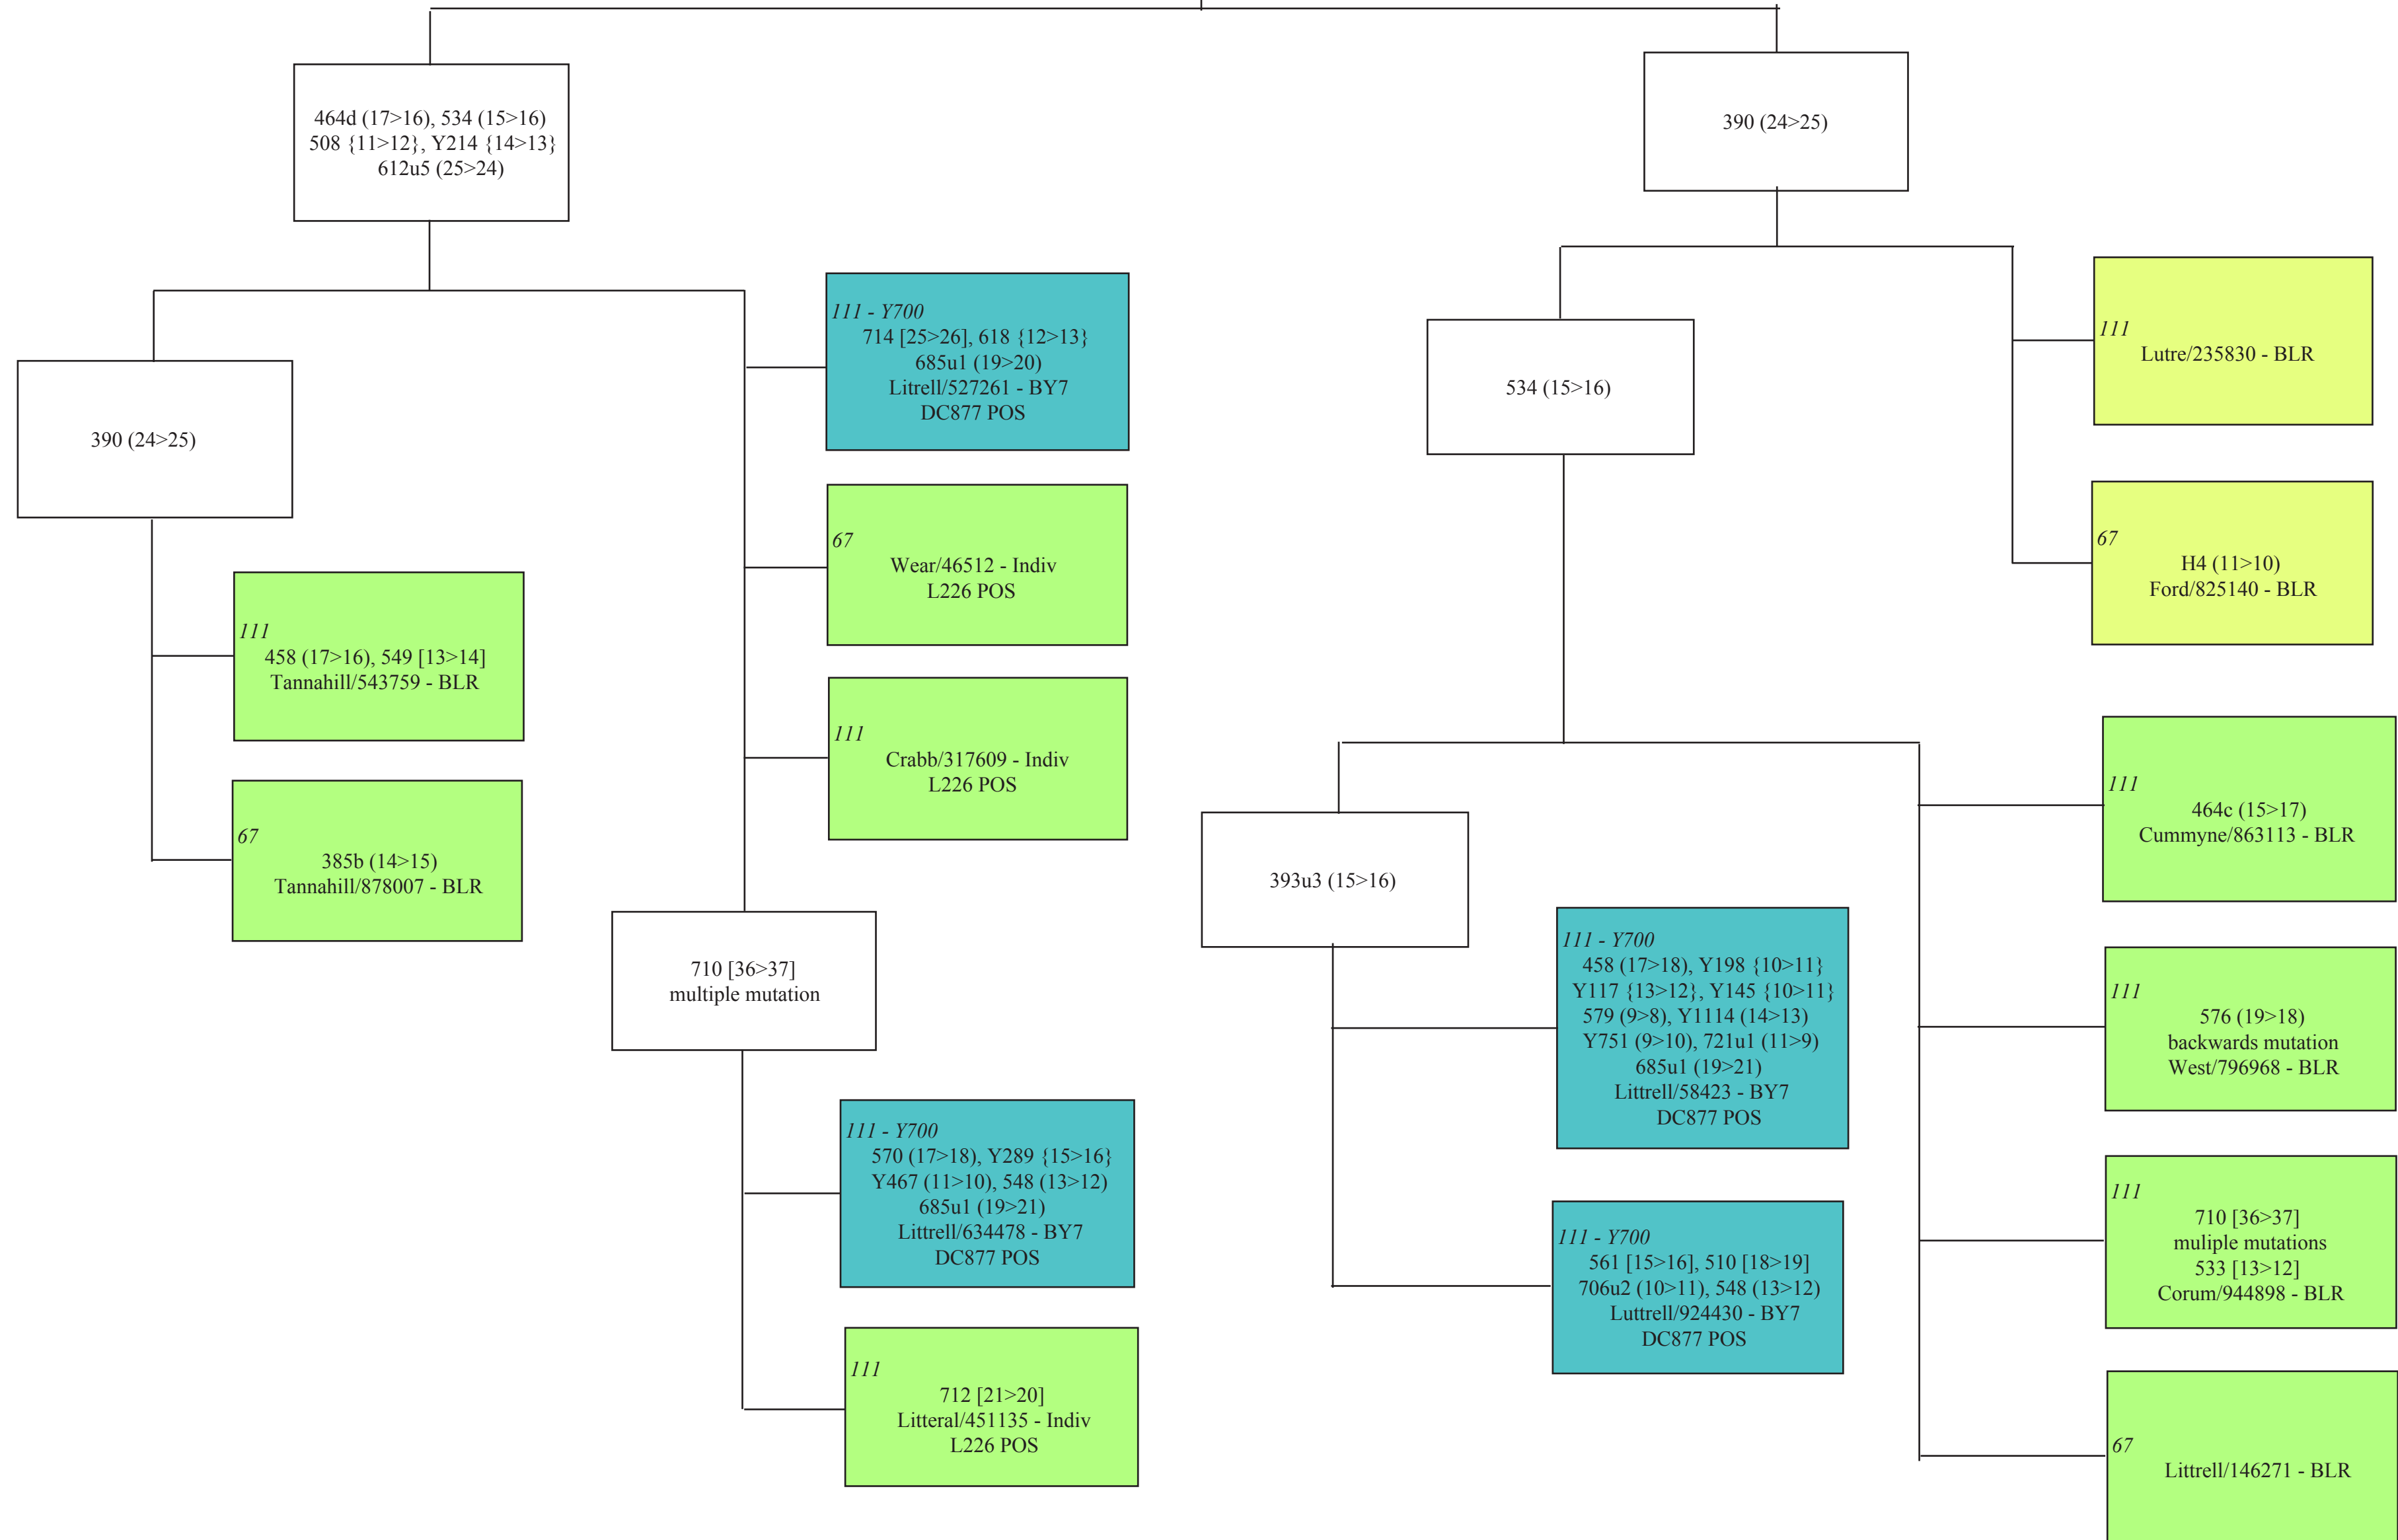 464d (17>16), 534 (15>16)
508 {11>12}, Y214 {14>13}
612u5 (25>24)
390 (24>25)
111
458 (17>16), 549 [13>14]
Tannahill/543759 - BLR
67
385b (14>15)
Tannahill/878007 - BLR
111 - Y700
714 [25>26], 618 {12>13}
685u1 (19>20)
Litrell/527261 - BY7
DC877 POS
67
Wear/46512 - Indiv
L226 POS
111
Crabb/317609 - Indiv
L226 POS
710 [36>37]
multiple mutation
111 - Y700
570 (17>18), Y289 {15>16}
Y467 (11>10), 548 (13>12)
685u1 (19>21)
Littrell/634478 - BY7
DC877 POS
111
712 [21>20]
Litteral/451135 - Indiv
L226 POS
390 (24>25)
111
Lutre/235830 - BLR
67
H4 (11>10)
Ford/825140 - BLR
534 (15>16)
393u3 (15>16)
111 - Y700
458 (17>18), Y198 {10>11}
Y117 {13>12}, Y145 {10>11}
579 (9>8), Y1114 (14>13)
Y751 (9>10), 721u1 (11>9)
685u1 (19>21)
Littrell/58423 - BY7
DC877 POS
111 - Y700
561 [15>16], 510 [18>19]
706u2 (10>11), 548 (13>12)
Luttrell/924430 - BY7
DC877 POS
111
464c (15>17)
Cummyne/863113 - BLR
111
576 (19>18)
backwards mutation
West/796968 - BLR
111
710 [36>37]
muliple mutations
533 [13>12]
Corum/944898 - BLR
67
Littrell/146271 - BLR